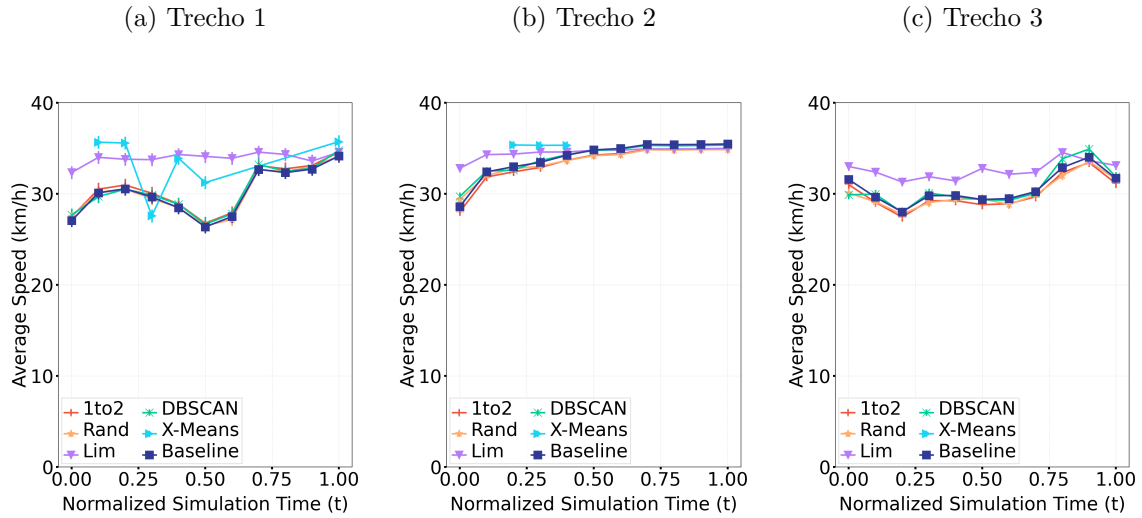 (a) Trecho 1
(b) Trecho 2
(c) Trecho 3
Average Speed (km/h)
40
30
20
10
0
1to2
Rand
Lim
DBSCAN
X-Means
Baseline
0.00 0.25 0.50 0.75 1.00
Normalized Simulation Time (t)
Average Speed (km/h)
40
30
20
10
0
1to2
Rand
Lim
DBSCAN
X-Means
Baseline
0.00 0.25 0.50 0.75 1.00
Normalized Simulation Time (t)
Average Speed (km/h)
40
30
20
10
0
1to2
Rand
Lim
DBSCAN
X-Means
Baseline
0.00 0.25 0.50 0.75 1.00
Normalized Simulation Time (t)